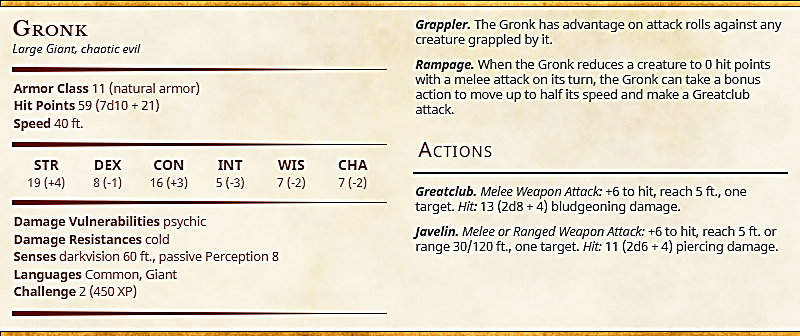 Gronk
Large Giant, chaotic evil
Armor Class 11 (natural armor)
Hit Points 59 (7d10 + 21)
Speed 40 ft.
STR DEX CON INT WIS CHA
19 (+4) 8 (-1) 16 (+3) 5 (-3) 7 (-2) 7 (-2)
Damage Vulnerabilities psychic
Damage Resistances cold
Senses darkvision 60 ft., passive Perception 8
Languages Common, Giant
Challenge 2 (450 XP)
Grappler. The Gronk has advantage on attack rolls against any
creature grappled by it.
Rampage. When the Gronk reduces a creature to 0 hit points
with a melee attack on its turn, the Gronk can take a bonus
action to move up to half its speed and make a Greatclub
attack.
Actions
Greatclub. Melee Weapon Attack: +6 to hit, reach 5 ft., one
target. Hit: 13 (2d8 + 4) bludgeoning damage.
Javelin. Melee or Ranged Weapon Attack: +6 to hit, reach 5 ft. or
range 30/120 ft., one target. Hit: 11 (2d6 + 4) piercing damage.